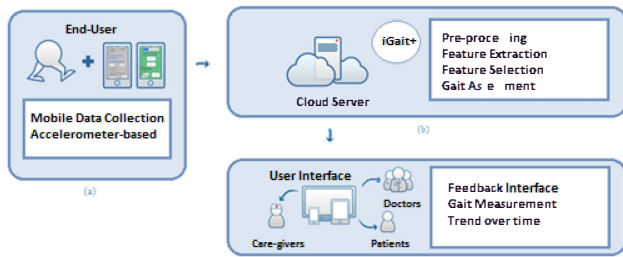 End-User
Mobile Data Collection
Accelerometer-based
(a)
iGait+
Cloud Server
Pre-proce ing
Feature Extraction
Feature Selection
Gait As e ment
(b)
User Interface
Doctors
Care-givers
Patients
Feedback Interface
Gait Measurement
Trend over time